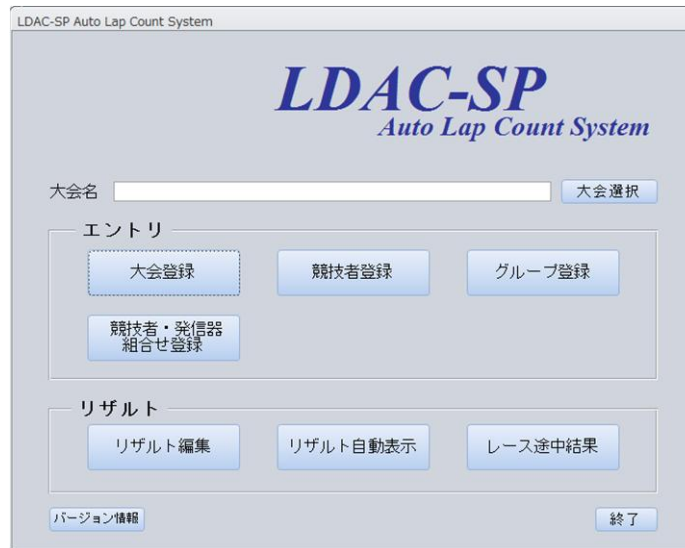 LDAC-SP Auto Lap Count System
LDAC-SP
Auto Lap Count System
大会名
大会選択
エントリ
大会登録
競技者登録
グループ登録
競技者・発信器
組合せ登録
リザルト
リザルト編集
リザルト自動表示
レース途中結果
バージョン情報
終了